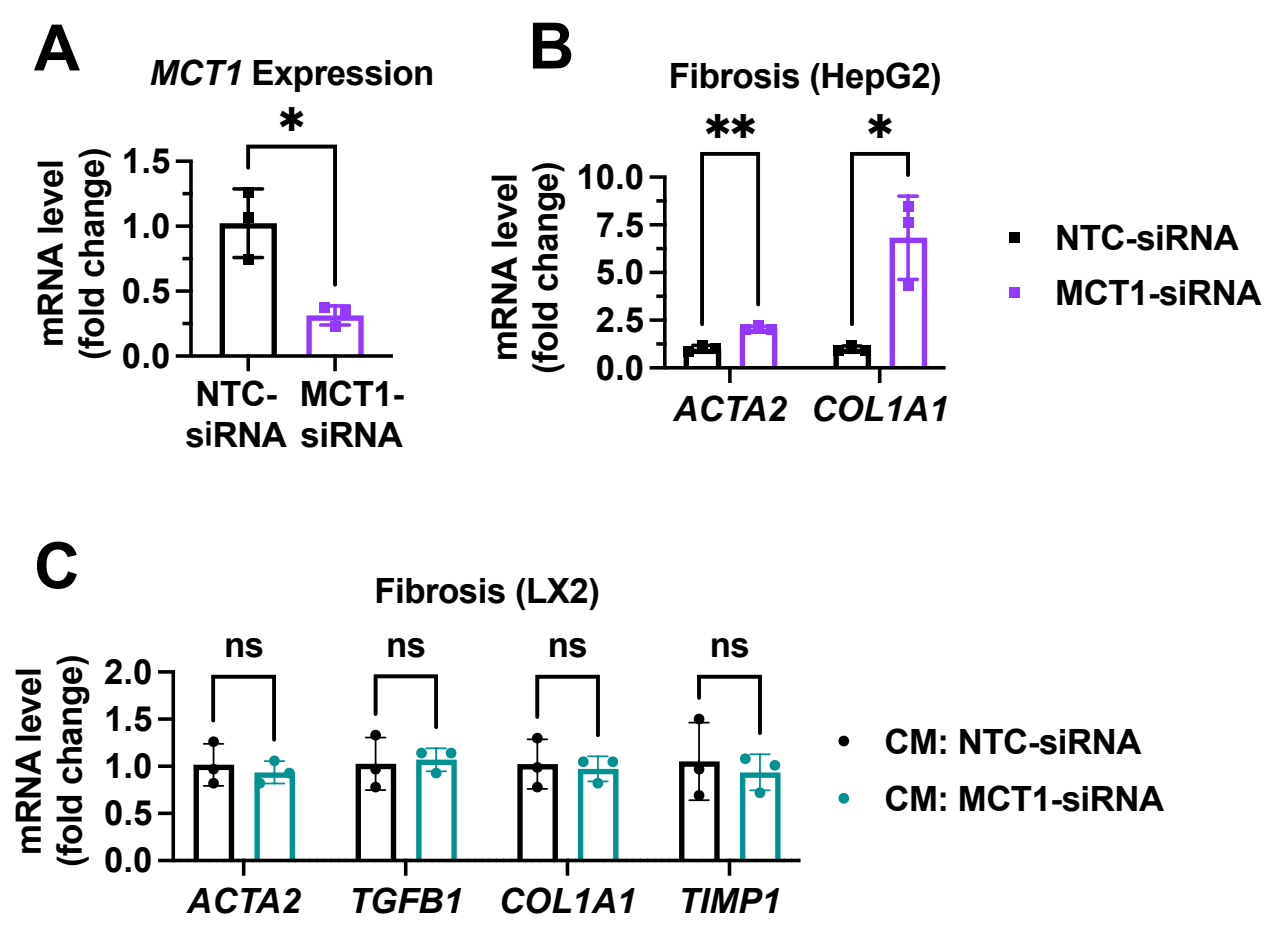 A
MCT1 Expression
*
mRNA level
(fold change)
1.5
1.0
0.5
0.0
NTC-
siRNA
MCT1-
siRNA
B
Fibrosis (HepG2)
** *
mRNA level
(fold change)
10.0
7.5
5.0
2.5
0.0
ACTA2 COL1A1
NTC-siRNA
MCT1-siRNA
C
Fibrosis (LX2)
ns ns ns ns
mRNA level
(fold change)
2.0
1.5
1.0
0.5
0.0
ACTA2 TGFB1 COL1A1 TIMP1
CM: NTC-siRNA
CM: MCT1-siRNA